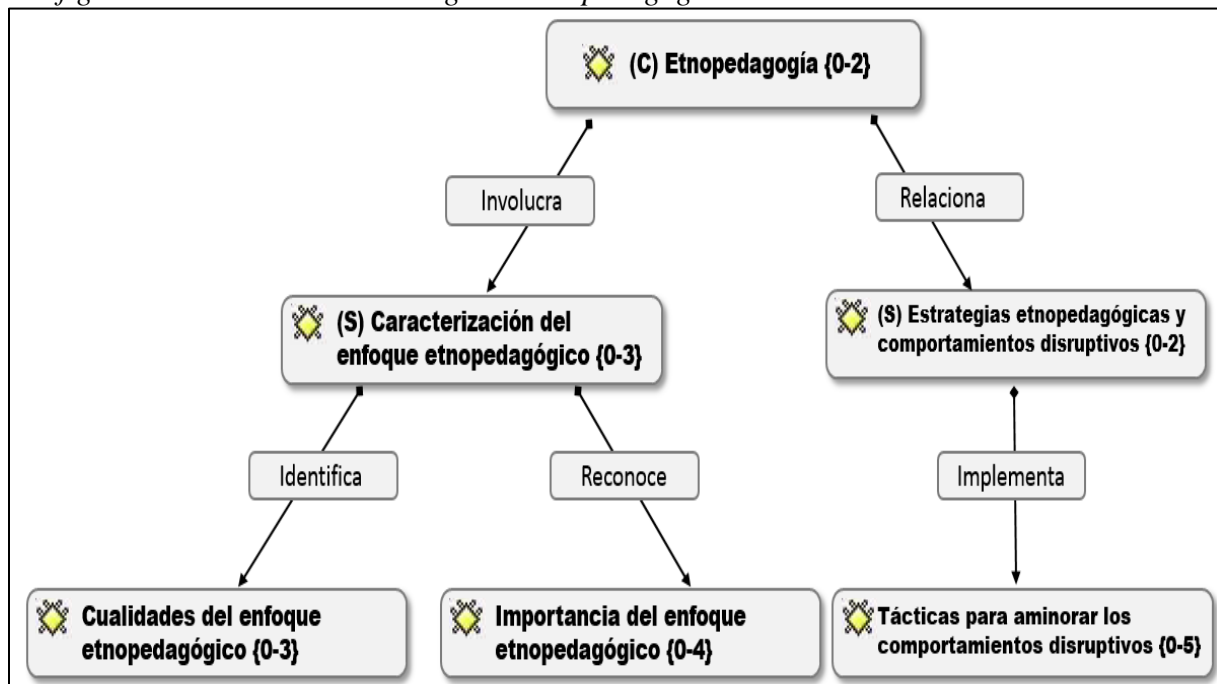 (C) Etnopedagogía {0-2}
Involucra
Relaciona
(S) Caracterización del
enfoque etnopedagógico {0-3}
(S) Estrategias etnopedagógicas y
comportamientos disruptivos {0-2}
Identifica
Reconoce
Implementa
Cualidades del enfoque
etnopedagógico {0-3}
Importancia del enfoque
etnopedagógico {0-4}
Tácticas para aminorar los
comportamientos disruptivos {0-5}